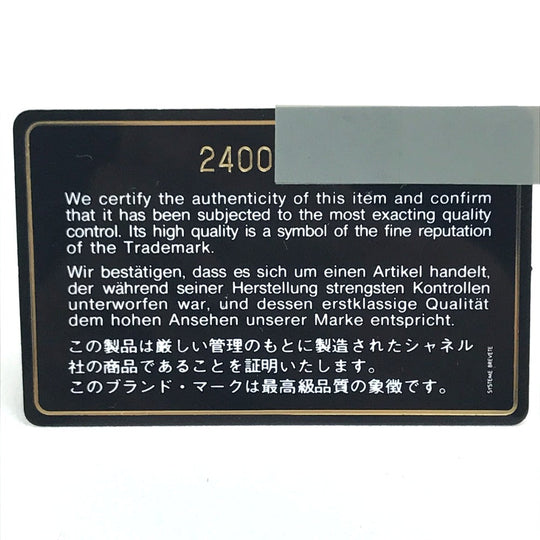 2400
We certify the authenticity of this item and confirm
that it has been subjected to the most exacting quality
control. Its high quality is a symbol of the fine reputation
of the Trademark.
Wir bestätigen, dass es sich um einen Artikel handelt,
der während seiner Herstellung strengsten Kontrollen
unterworfen war, und dessen erstklassige Qualität
dem hohen Ansehen unserer Marke entspricht.
この製品は厳しい管理のもとに製造されたシャネル
社の商品であることを証明いたします。
このブランド・マークは最高級品質の象徴です。
SYSTEME BREVETE